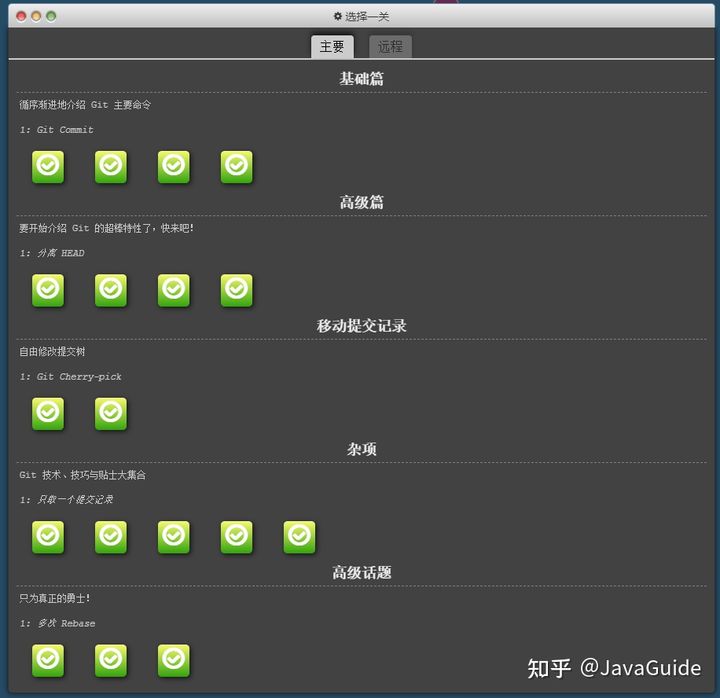 选择一关
主要 远程
基础篇
循序渐进地介绍 Git 主要命令
1: Git Commit
高级篇
要开始介绍 Git 的超棒特性了，快来吧!
1: 分离 HEAD
移动提交记录
自由修改提交树
1: Git Cherry-pick
杂项
Git 技术、技巧与贴士大集合
1: 只取一个提交记录
高级话题
只为真正的勇士!
1: 多次 Rebase
知乎 @JavaGuide